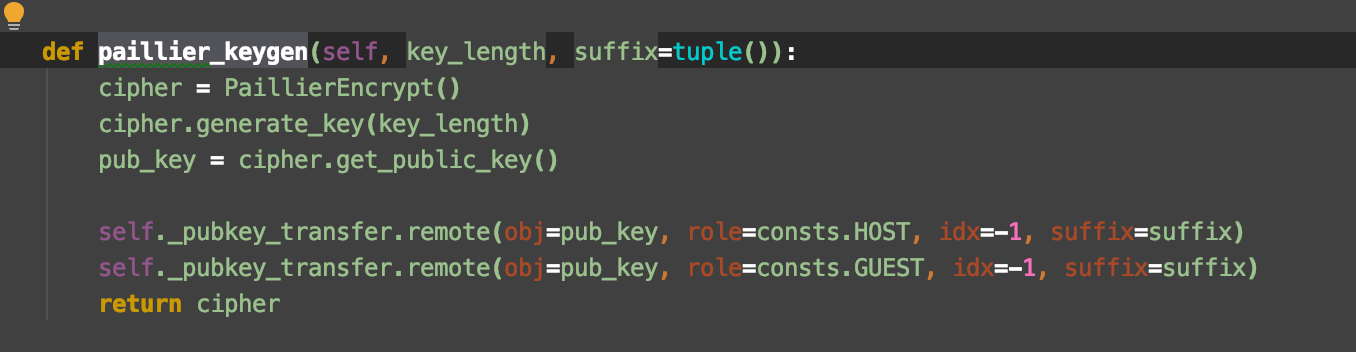 def paillier_keygen(self, key_length, suffix=tuple()):
cipher = PaillierEncrypt()
cipher.generate_key(key_length)
pub_key = cipher.get_public_key()
self._pubkey_transfer.remote(obj=pub_key, role=consts.HOST, idx=-1, suffix=suffix)
self._pubkey_transfer.remote(obj=pub_key, role=consts.GUEST, idx=-1, suffix=suffix)
return cipher